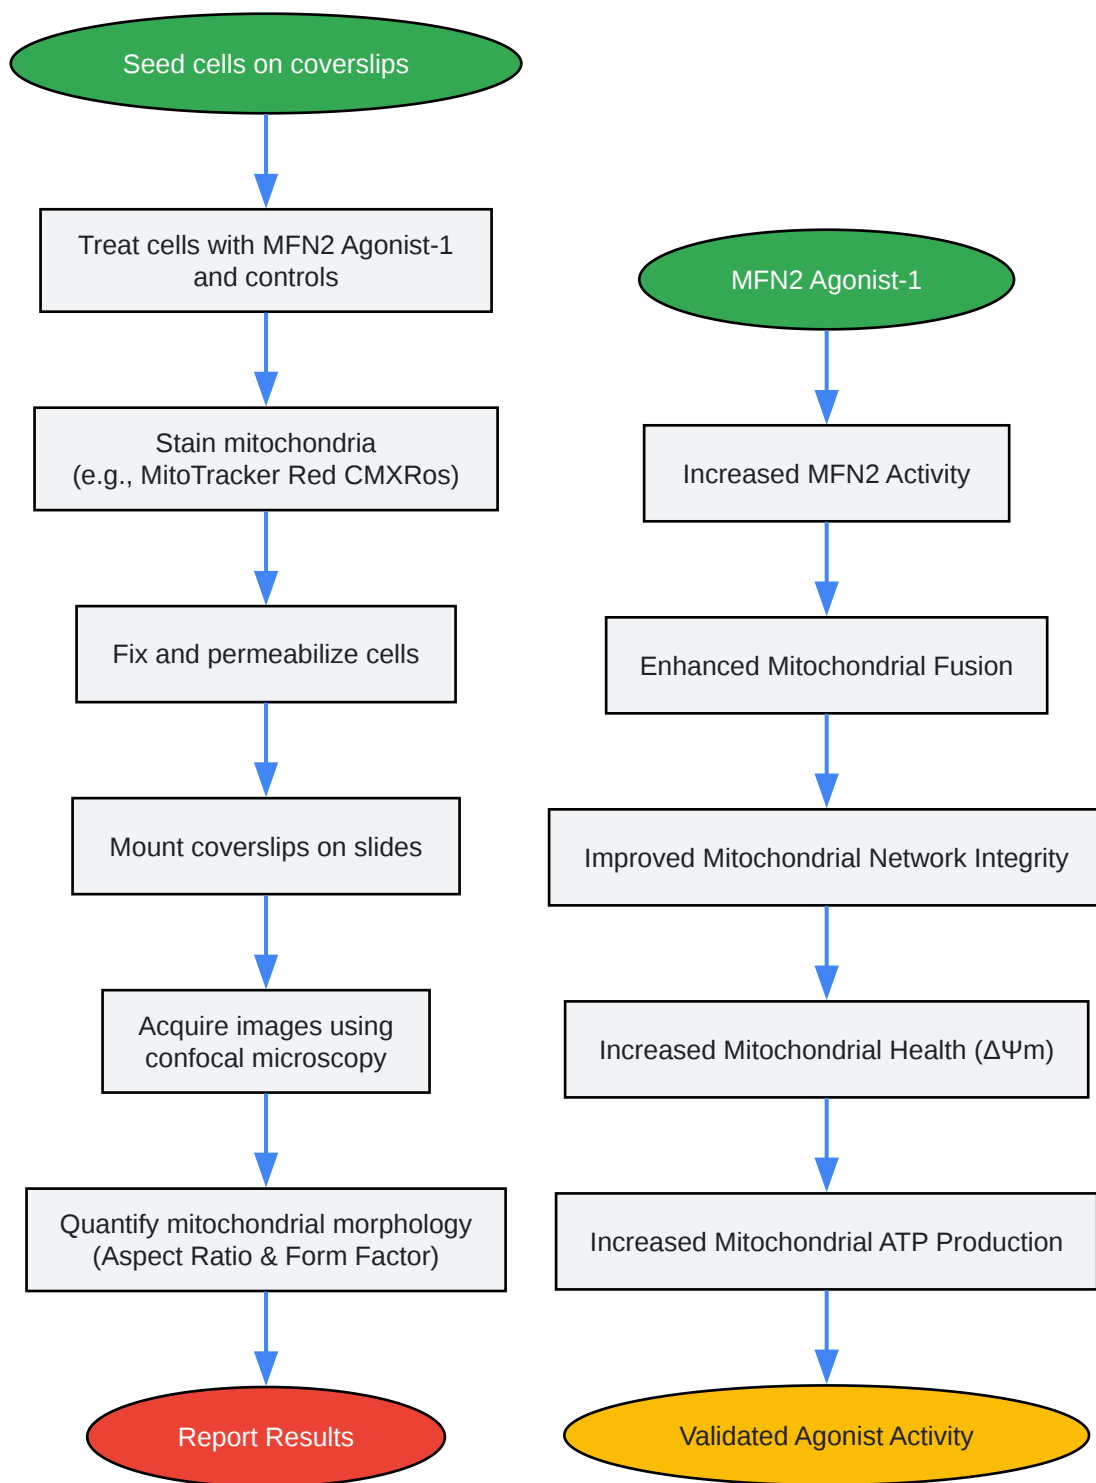 Seed cells on coverslips
Treat cells with MFN2 Agonist-1
and controls
Stain mitochondria
(e.g., MitoTracker Red CMXRos)
Fix and permeabilize cells
Mount coverslips on slides
Acquire images using
confocal microscopy
Quantify mitochondrial morphology
(Aspect Ratio & Form Factor)
Report Results
MFN2 Agonist-1
Increased MFN2 Activity
Enhanced Mitochondrial Fusion
Improved Mitochondrial Network Integrity
Increased Mitochondrial Health (ΔΨm)
Increased Mitochondrial ATP Production
Validated Agonist Activity